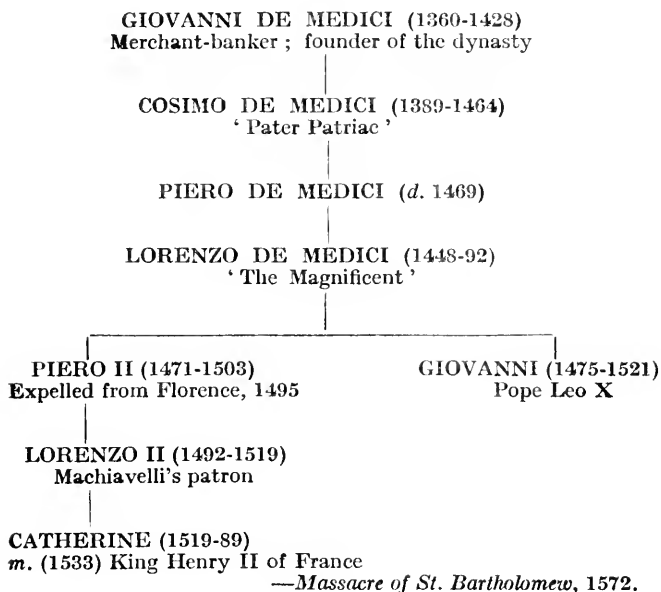 GIOVANNI DE MEDICI (1360-1428)
Merchant-banker ; founder of the dynasty
COSIMO DE MEDICI (1389-1464)
‘ Pater Patriae ’
PIERO DE MEDICI (d. 1469)
LORENZO DE MEDICI (1448-92)
‘ The Magnificent ’
PIERO II (1471-1503)
Expelled from Florence, 1495
GIOVANNI (1475-1521)
Pope Leo X
LORENZO II (1492-1519)
Machiavelli’s patron
CATHERINE (1519-89)
m. (1533) King Henry II of France
—Massacre of St. Bartholomew, 1572.